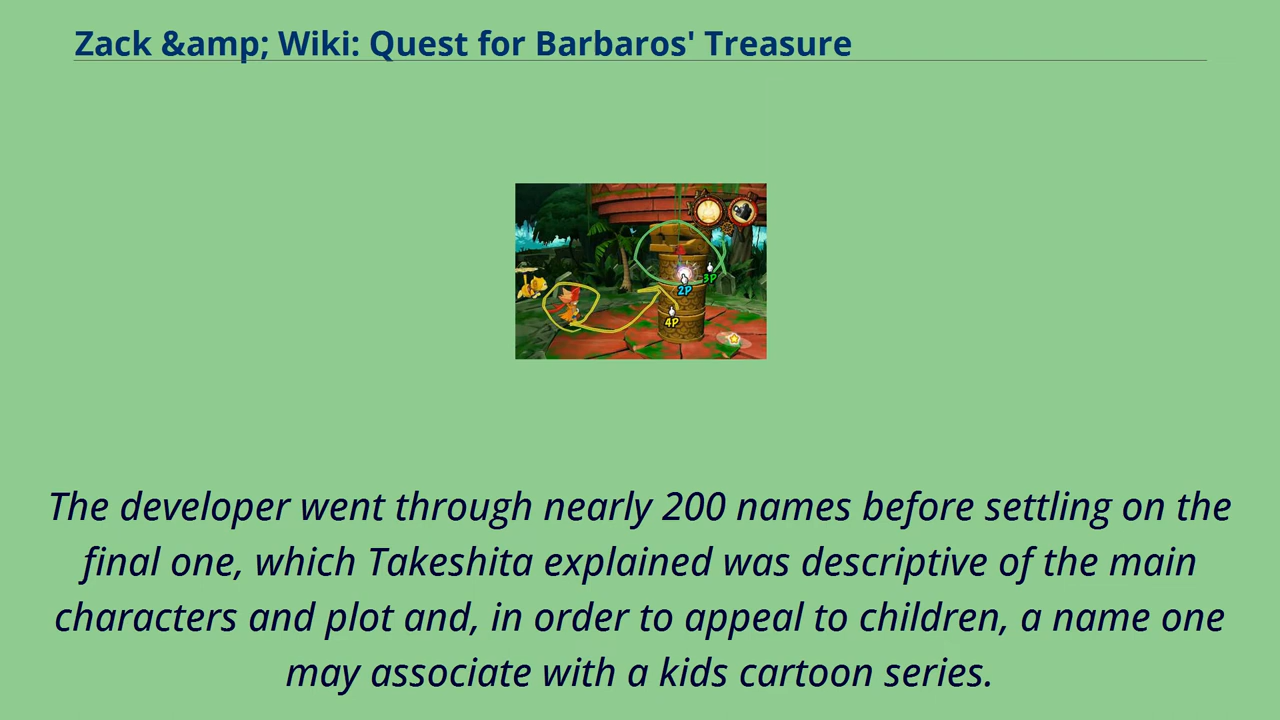 Zack &amp; Wiki: Quest for Barbaros' Treasure
3P
2P
4P
The developer went through nearly 200 names before settling on the
final one, which Takeshita explained was descriptive of the main
characters and plot and, in order to appeal to children, a name one
may associate with a kids cartoon series.